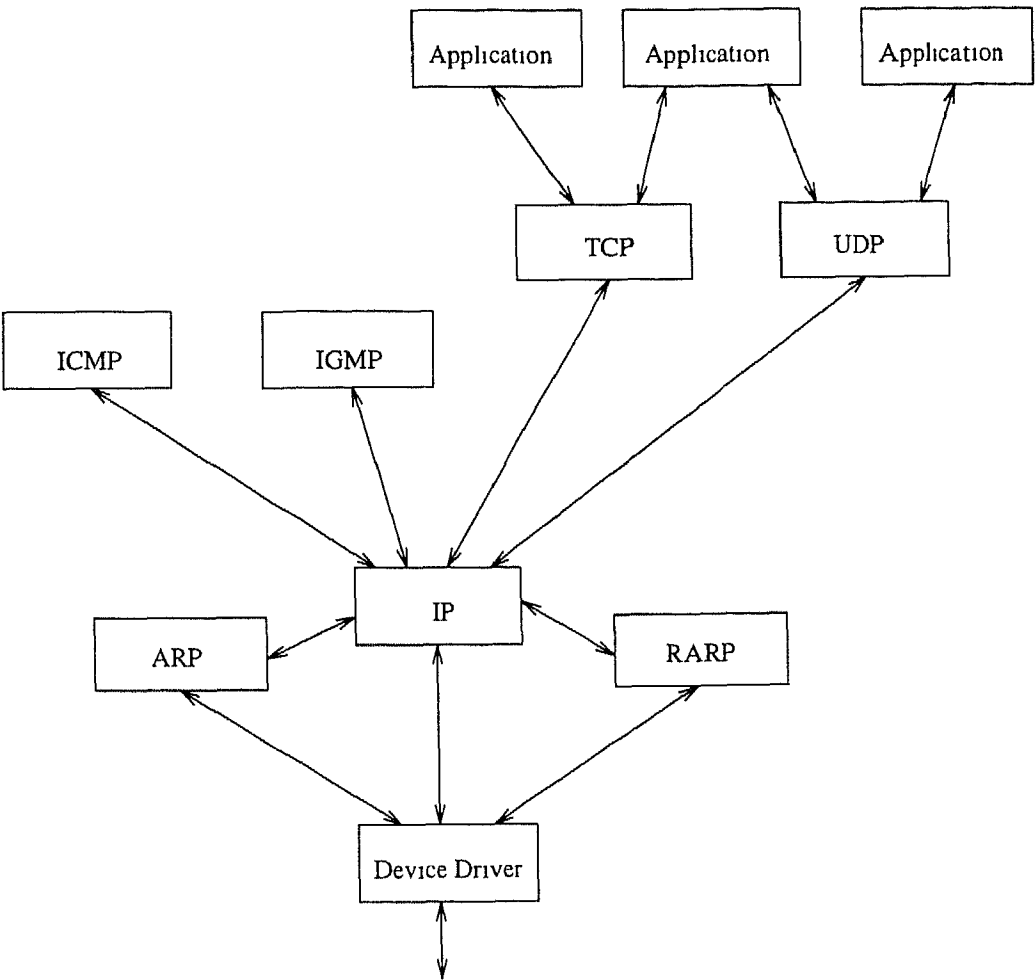 Application
Application
Application
TCP
UDP
ICMP
IGMP
IP
ARP
RARP
Device Driver